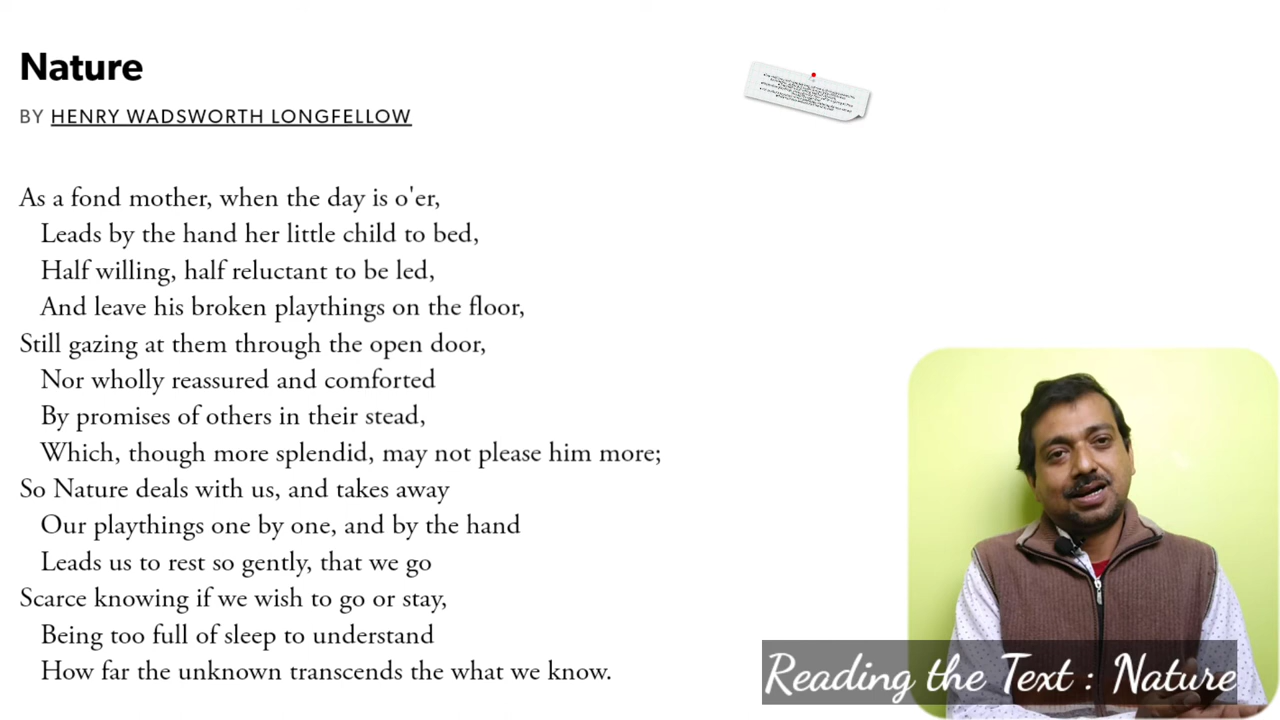 Nature
BY HENRY WADSWORTH LONGFELLOW
As a fond mother, when the day is o'er,
Leads by the hand her little child to bed,
Half willing, half reluctant to be led,
And leave his broken playthings on the floor,
Still gazing at them through the open door,
Nor wholly reassured and comforted
By promises of others in their stead,
Which, though more splendid, may not please him more;
So Nature deals with us, and takes away
Our playthings one by one, and by the hand
Leads us to rest so gently, that we go
Scarce knowing if we wish to go or stay,
Being too full of sleep to understand
How far the unknown transcends the what we know.
Reading the Text : Nature